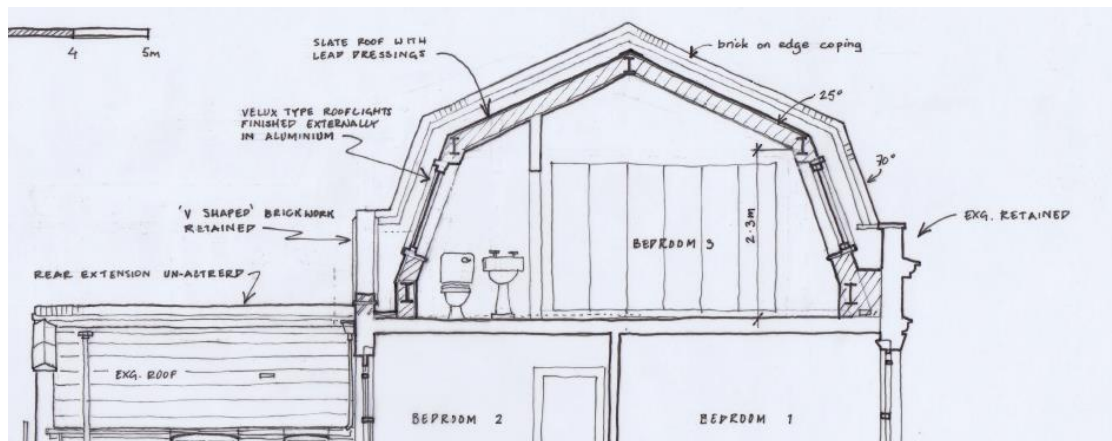 4 5m
SLATE ROOF WITH
LEAD DRESSINGS
brick on edge coping
VELUX TYPE ROOFLIGHTS
FINISHED EXTERNALLY
IN ALUMINIUM
25°
70°
'V SHAPED' BRICKWORK
RETAINED
EXG. RETAINED
2.3m
BEDROOM 3
REAR EXTENSION UN-ALTRERD
EXG. ROOF
BEDROOM 2
BEDROOM 1